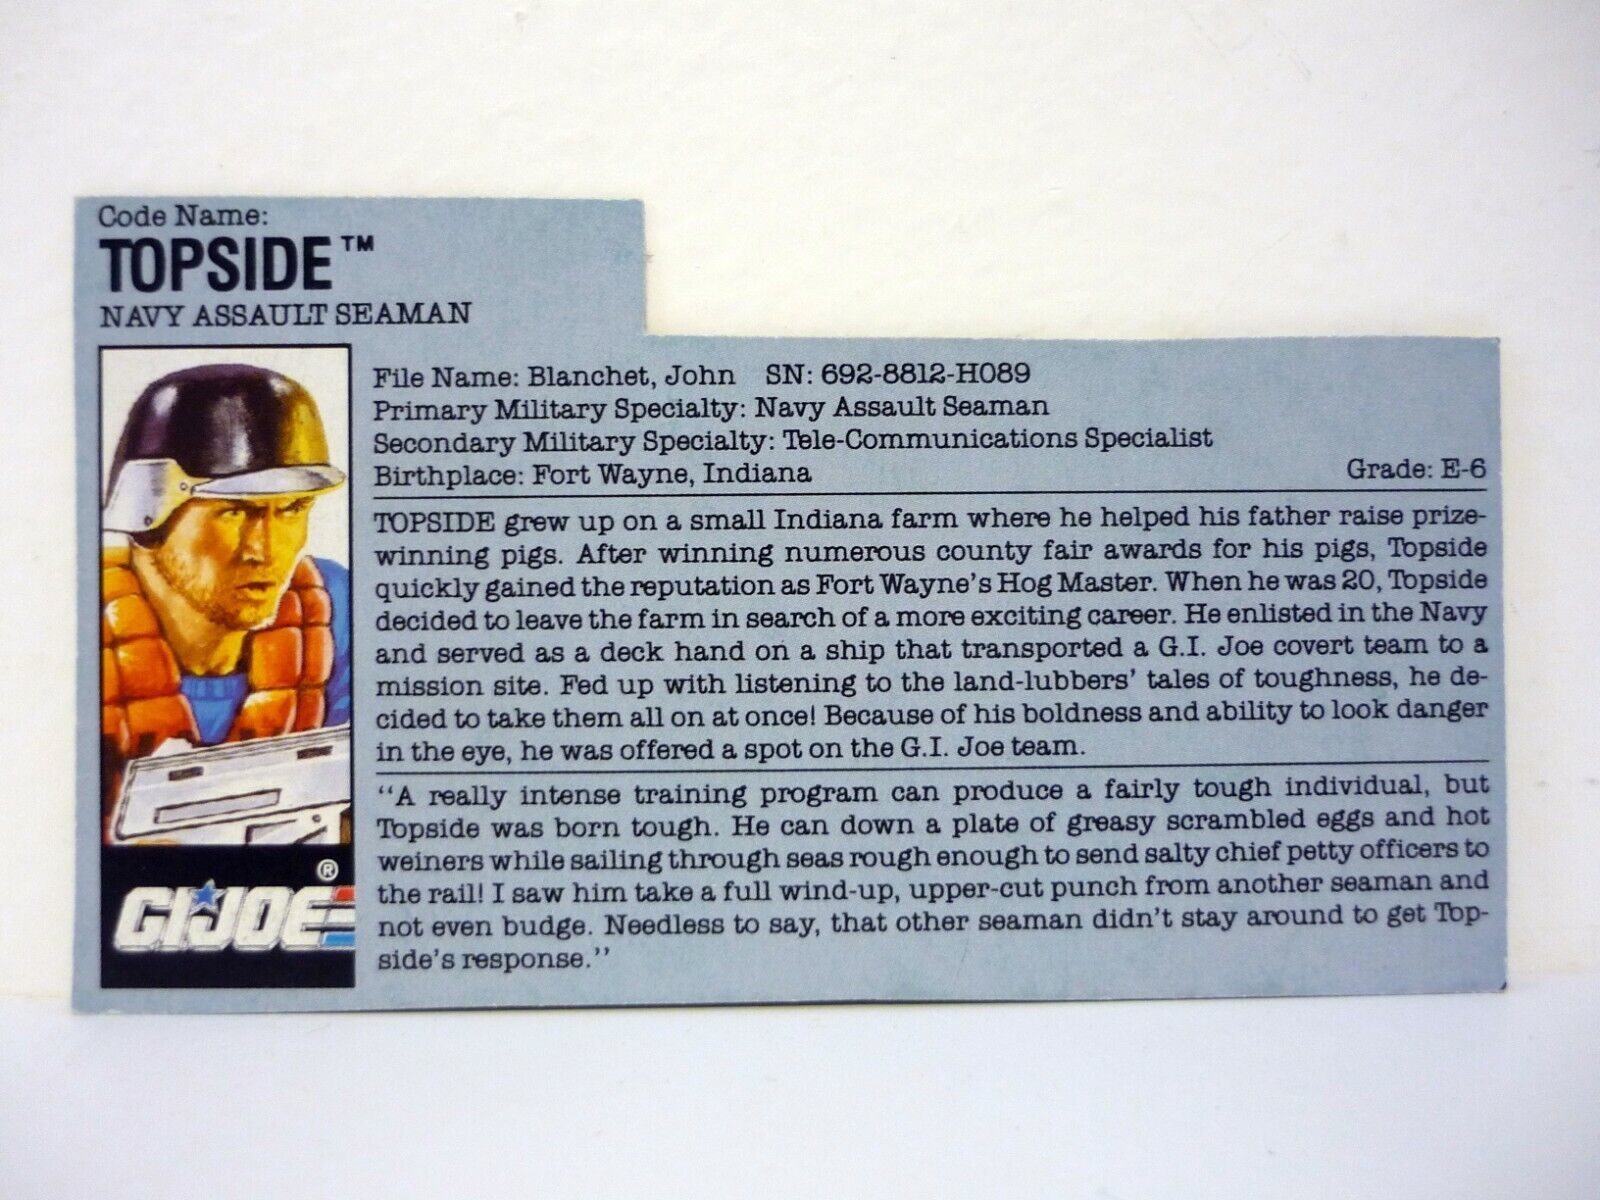 Code Name:
TOPSIDE™
NAVY ASSAULT SEAMAN
File Name: Blanchet, John SN: 692-8812-H089
Primary Military Specialty: Navy Assault Seaman
Secondary Military Specialty: Tele-Communications Specialist
Birthplace: Fort Wayne, Indiana Grade: E-6
TOPSIDE grew up on a small Indiana farm where he helped his father raise prize-
winning pigs. After winning numerous county fair awards for his pigs, Topside
quickly gained the reputation as Fort Wayne's Hog Master. When he was 20, Topside
decided to leave the farm in search of a more exciting career. He enlisted in the Navy
and served as a deck hand on a ship that transported a G.I. Joe covert team to a
mission site. Fed up with listening to the land-lubbers' tales of toughness, he de-
cided to take them all on at once! Because of his boldness and ability to look danger
in the eye, he was offered a spot on the G.I. Joe team.
"A really intense training program can produce a fairly tough individual, but
Topside was born tough. He can down a plate of greasy scrambled eggs and hot
weiners while sailing through seas rough enough to send salty chief petty officers to
the rail! I saw him take a full wind-up, upper-cut punch from another seaman and
not even budge. Needless to say, that other seaman didn't stay around to get Top-
side's response."
®
GI JOE